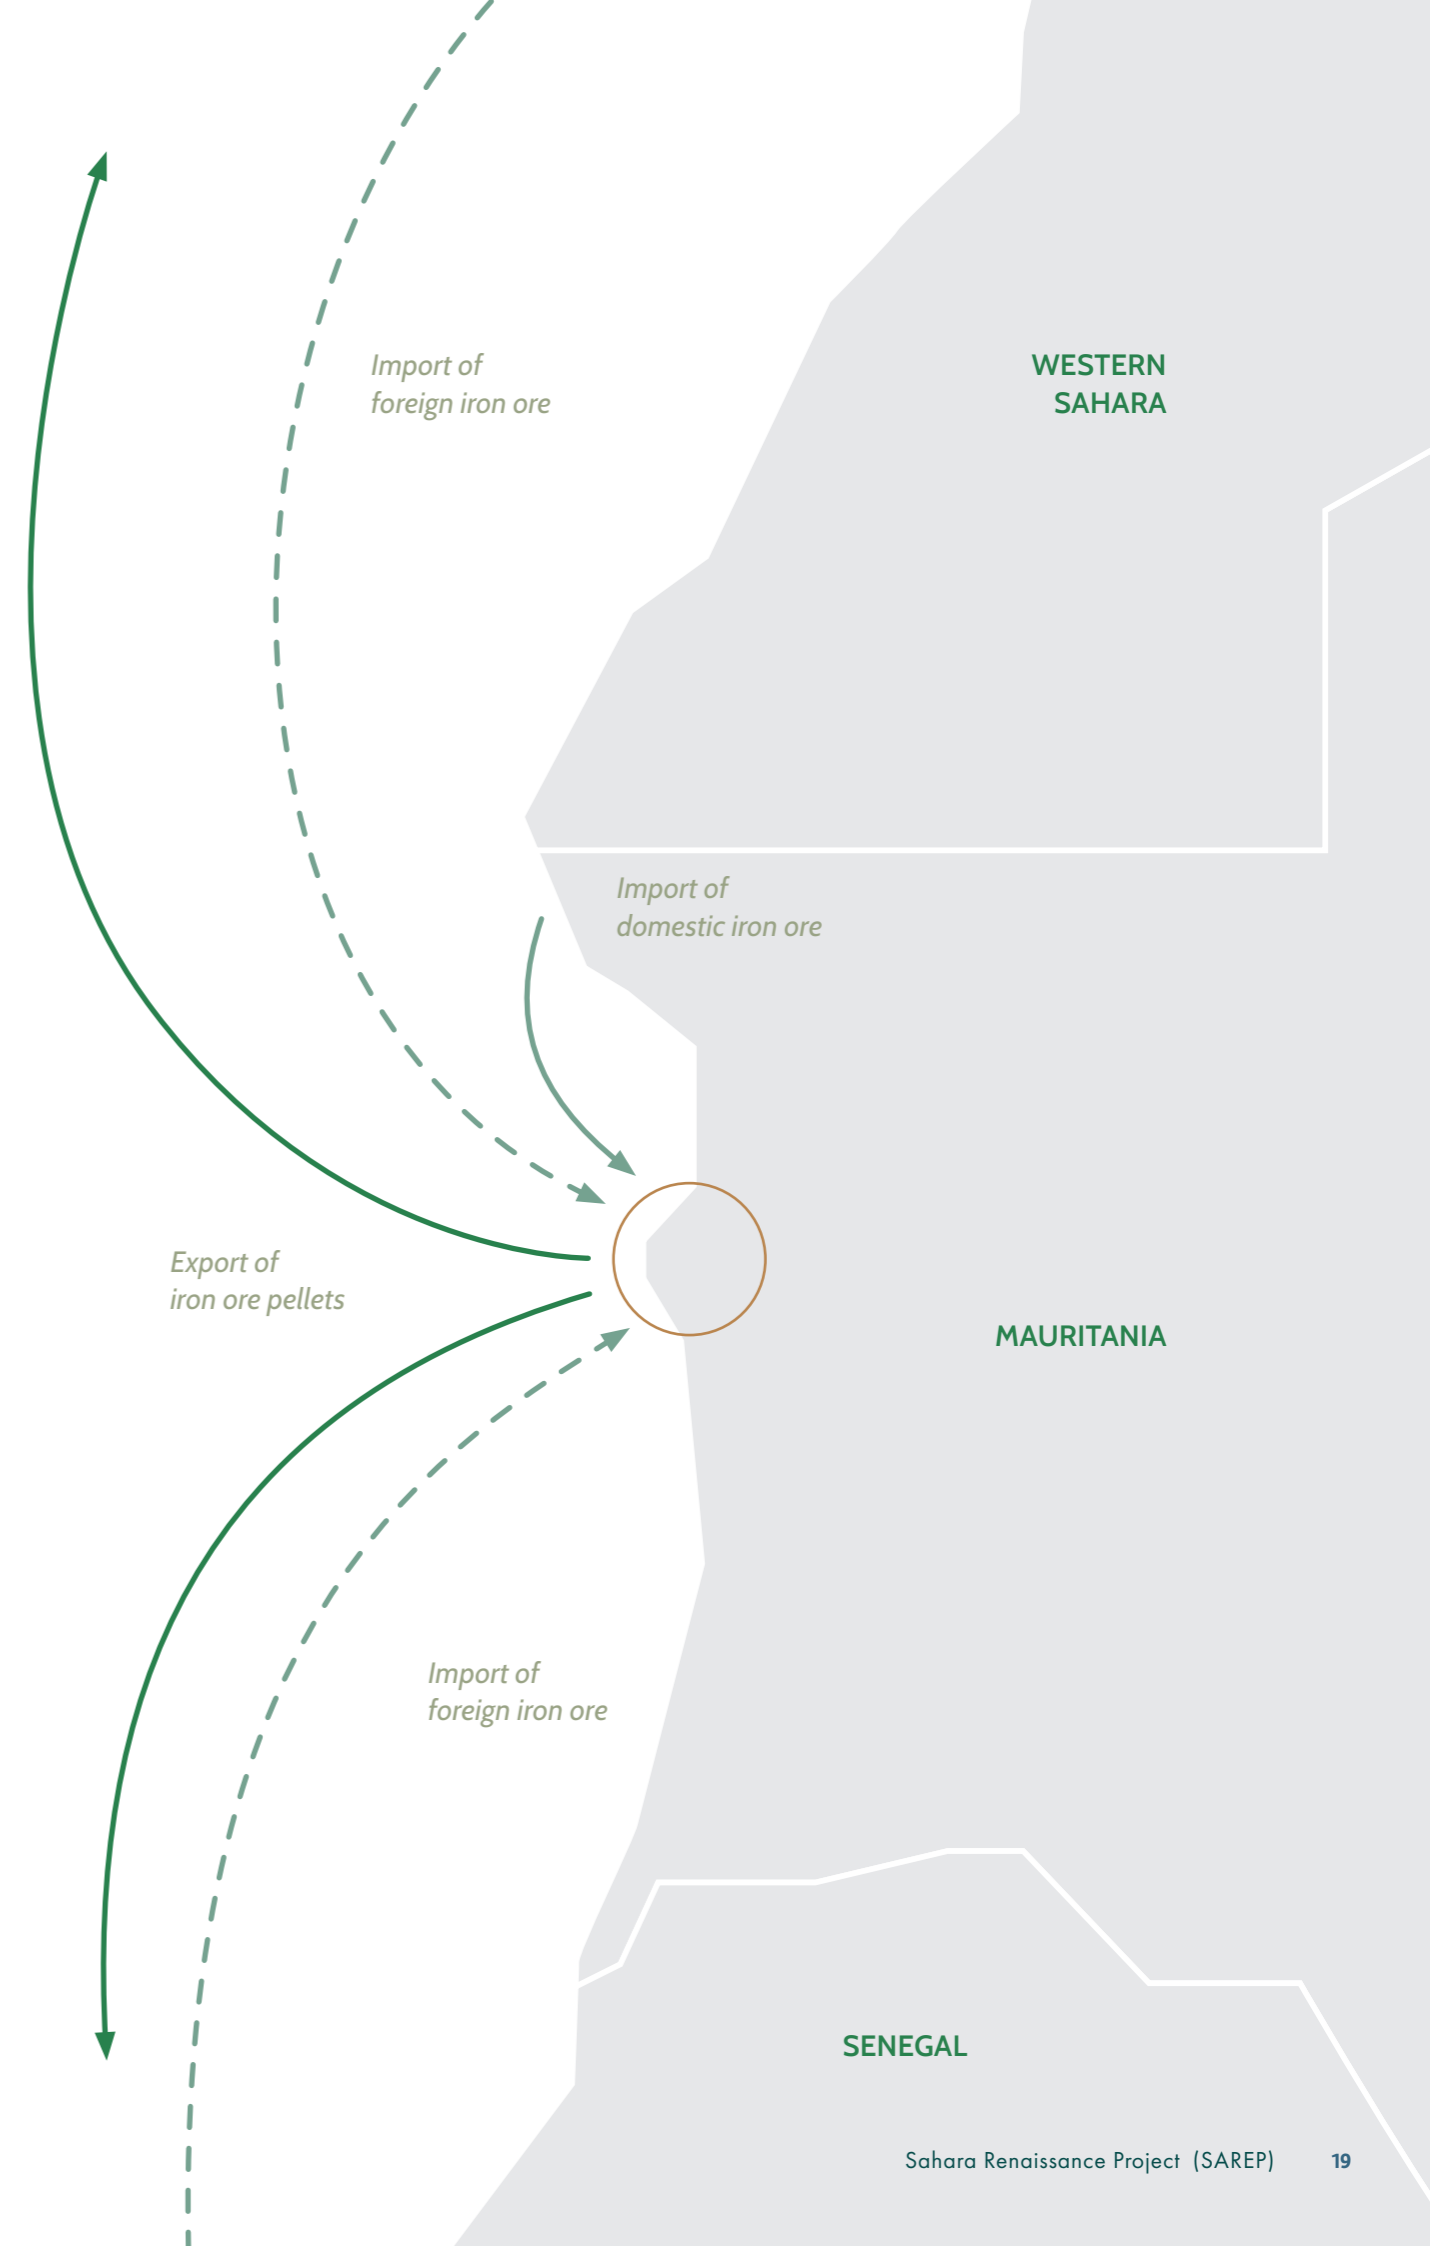 Import of
foreign iron ore
WESTERN
SAHARA
Import of
domestic iron ore
Export of
iron ore pellets
MAURITANIA
Import of
foreign iron ore
SENEGAL
Sahara Renaissance Project (SAREP) 19